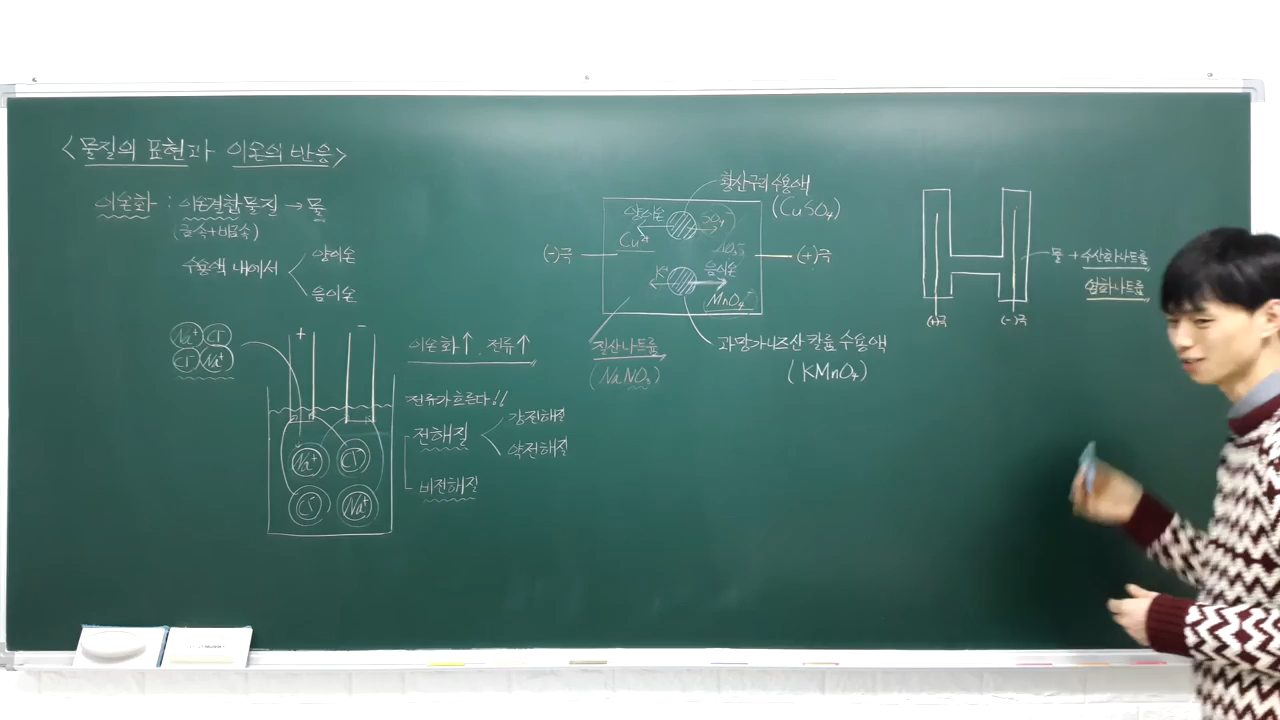 <물질의 표현과 이온의 반응>
이온화 : 이온결합물질 → 물
(금속+비금속)
수용액 내에서
양이온
음이온
Na⁺ Cl⁻
Cl⁻ Na⁺
+ −
Na⁺ Cl⁻
Cl⁻ Na⁺
이온화↑, 전류↑
전류가 흐른다!!
전해질
강전해질
약전해질
비전해질
황산구리 수용액
(CuSO₄)
양이온
(-)극
(+)극
K⁺ 음이온
MnO₄⁻
질산나트륨
(NaNO₃)
과망가니즈산 칼륨 수용액
(KMnO₄)
물 + 수산화나트륨
염화나트륨
(+)극
(-)극